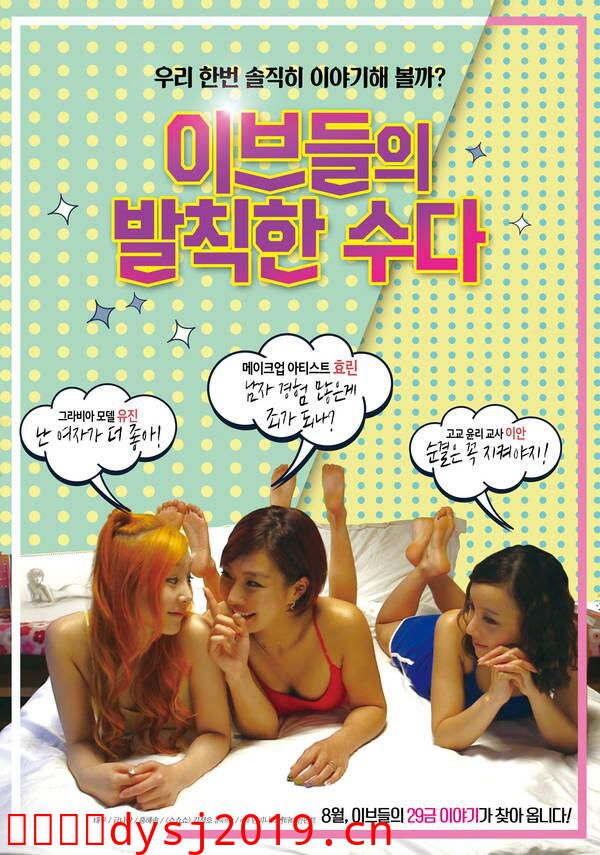 우리 한번 솔직히 이야기해 볼까?
이브들의
발칙한 수다
메이크업 아티스트 효린
남자 경험 많은게
죄가 되나?
그라비아 모델 유진
난 여자가 더 좋아!
고교 윤리 교사 이안
순결은 꼭 지켜야지!
8월, 이브들의 29금 이야기가 찾아 옵니다!
dysj2019.cn